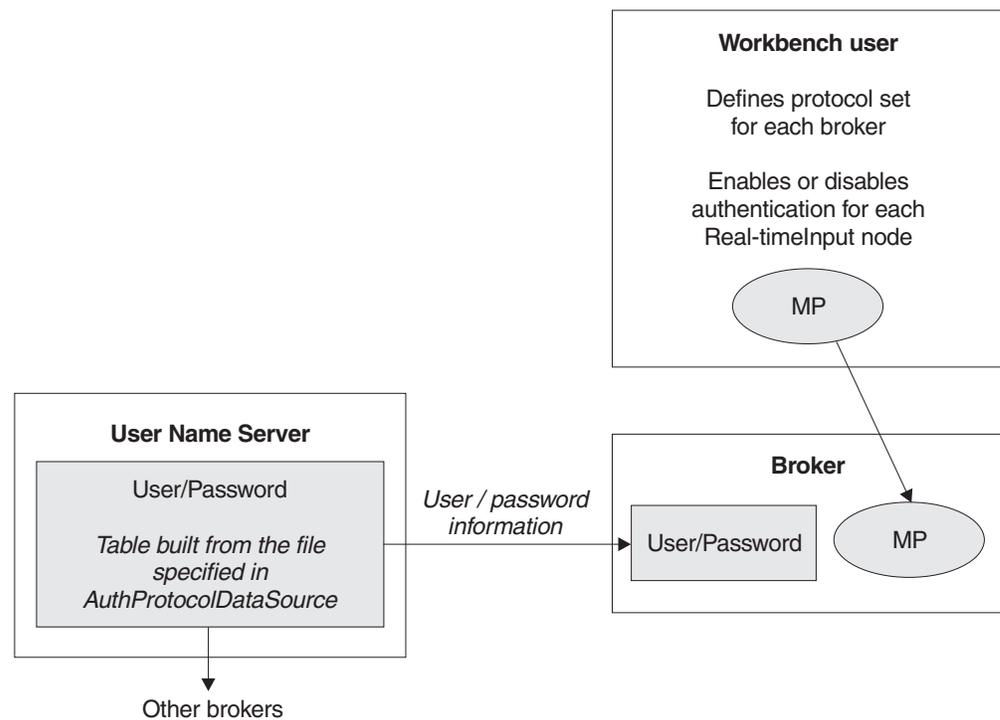 Workbench user
Defines protocol set
for each broker
Enables or disables
authentication for each
Real-timeInput node
MP
User Name Server
User/Password
Table built from the file
specified in
AuthProtocolDataSource
User / password
information
Broker
User/Password
MP
Other brokers